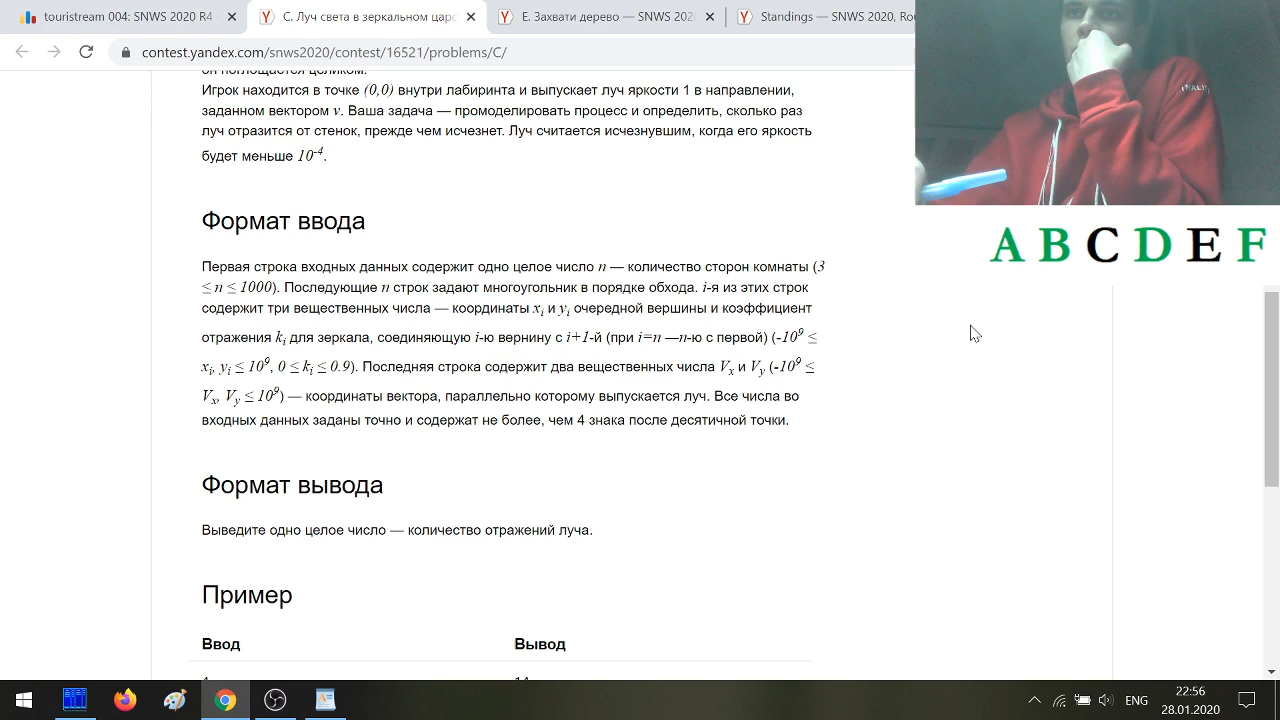 touristream 004: SNWS 2020 R4
С. Луч света в зеркальном царс
Е. Захвати дерево — SNWS 202
Standings — SNWS 2020, Rou
contest.yandex.com/snws2020/contest/16521/problems/C/
он поглощается целиком.
Игрок находится в точке (0,0) внутри лабиринта и выпускает луч яркости 1 в направлении,
заданном вектором v. Ваша задача — промоделировать процесс и определить, сколько раз
луч отразится от стенок, прежде чем исчезнет. Луч считается исчезнувшим, когда его яркость
будет меньше 10⁻⁴.
Формат ввода
Первая строка входных данных содержит одно целое число n — количество сторон комнаты (3
≤ n ≤ 1000). Последующие n строк задают многоугольник в порядке обхода. i-я из этих строк
содержит три вещественных числа — координаты xᵢ и yᵢ очередной вершины и коэффициент
отражения kᵢ для зеркала, соединяющую i-ю вернину с i+1-й (при i=n —n-ю с первой) (-10⁹ ≤
xᵢ, yᵢ ≤ 10⁹, 0 ≤ kᵢ ≤ 0.9). Последняя строка содержит два вещественных числа Vₓ и Vy (-10⁹ ≤
Vₓ, Vy ≤ 10⁹) — координаты вектора, параллельно которому выпускается луч. Все числа во
входных данных заданы точно и содержат не более, чем 4 знака после десятичной точки.
Формат вывода
Выведите одно целое число — количество отражений луча.
Пример
Ввод Вывод
A B C D E F
ENG
22:56
28.01.2020